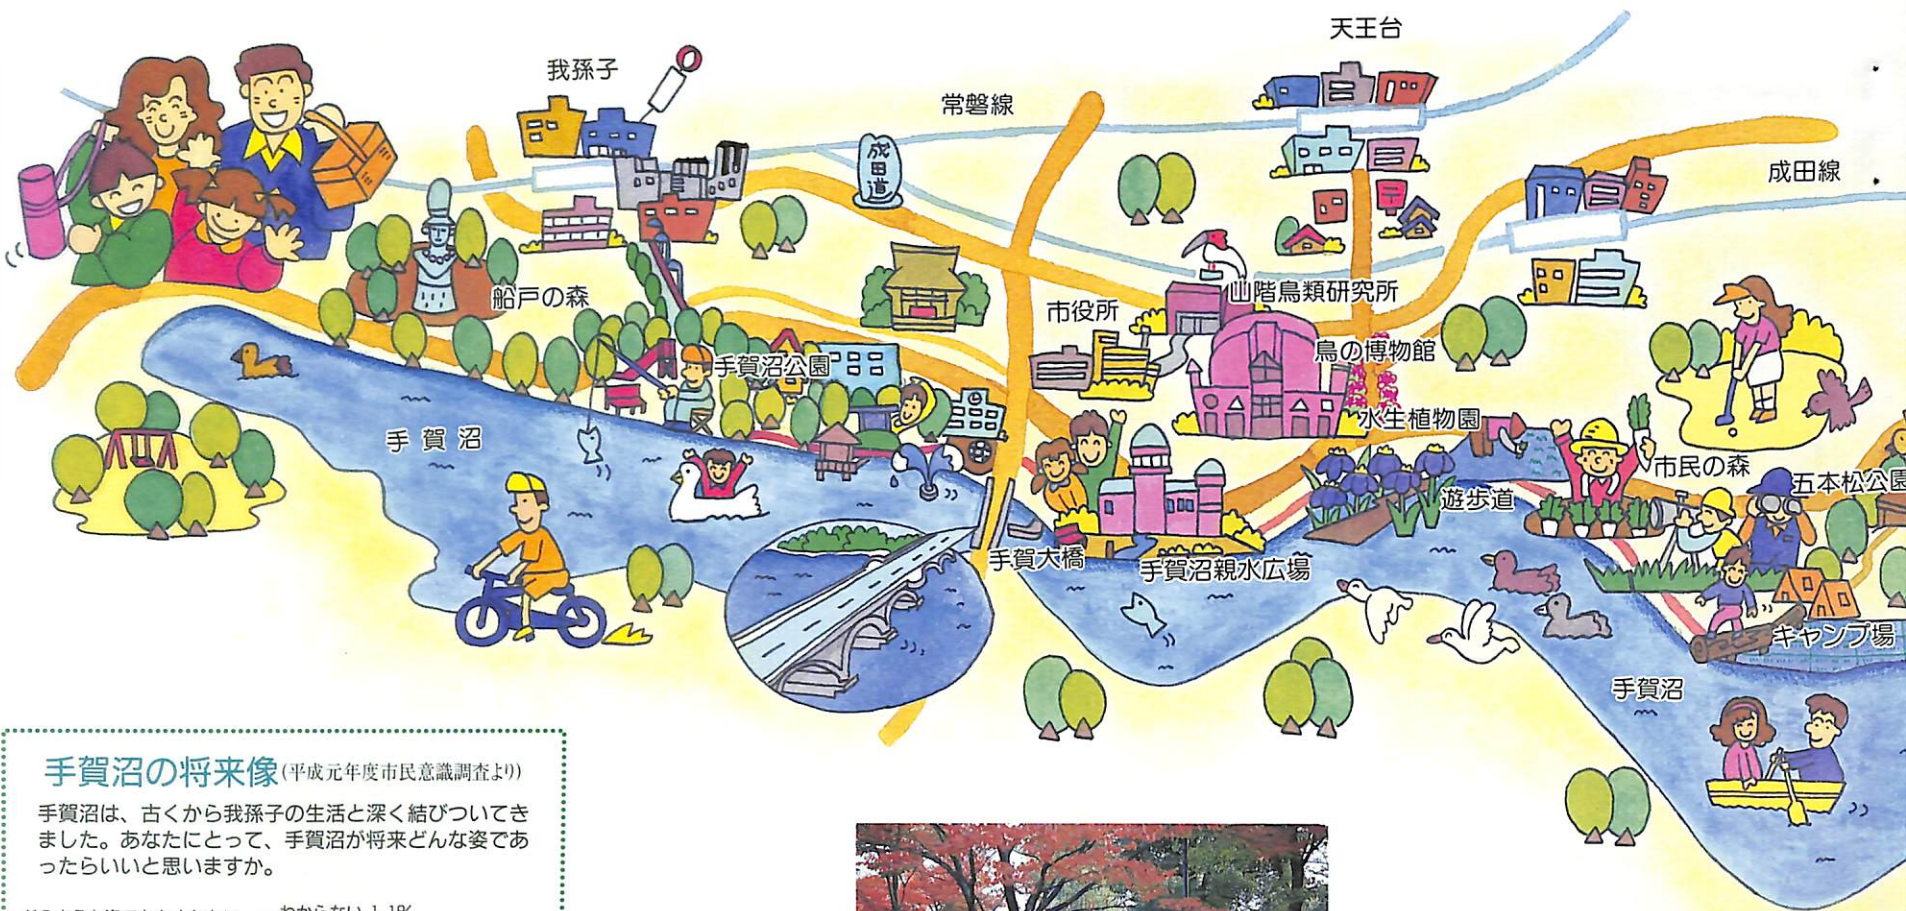 天王台
我孫子
常磐線
成田道
成田線
船戸の森
山階鳥類研究所
市役所
鳥の博物館
手賀沼公園
水生植物園
手賀沼
市民の森
五本松公園
遊歩道
手賀大橋
手賀沼親水広場
キャンプ場
手賀沼
手賀沼の将来像(平成元年度市民意識調査より)
手賀沼は、古くから我孫子の生活と深く結びついてき
ました。あなたにとって、手賀沼が将来どんな姿であ
ったらいいと思いますか。
わからない 1.1%